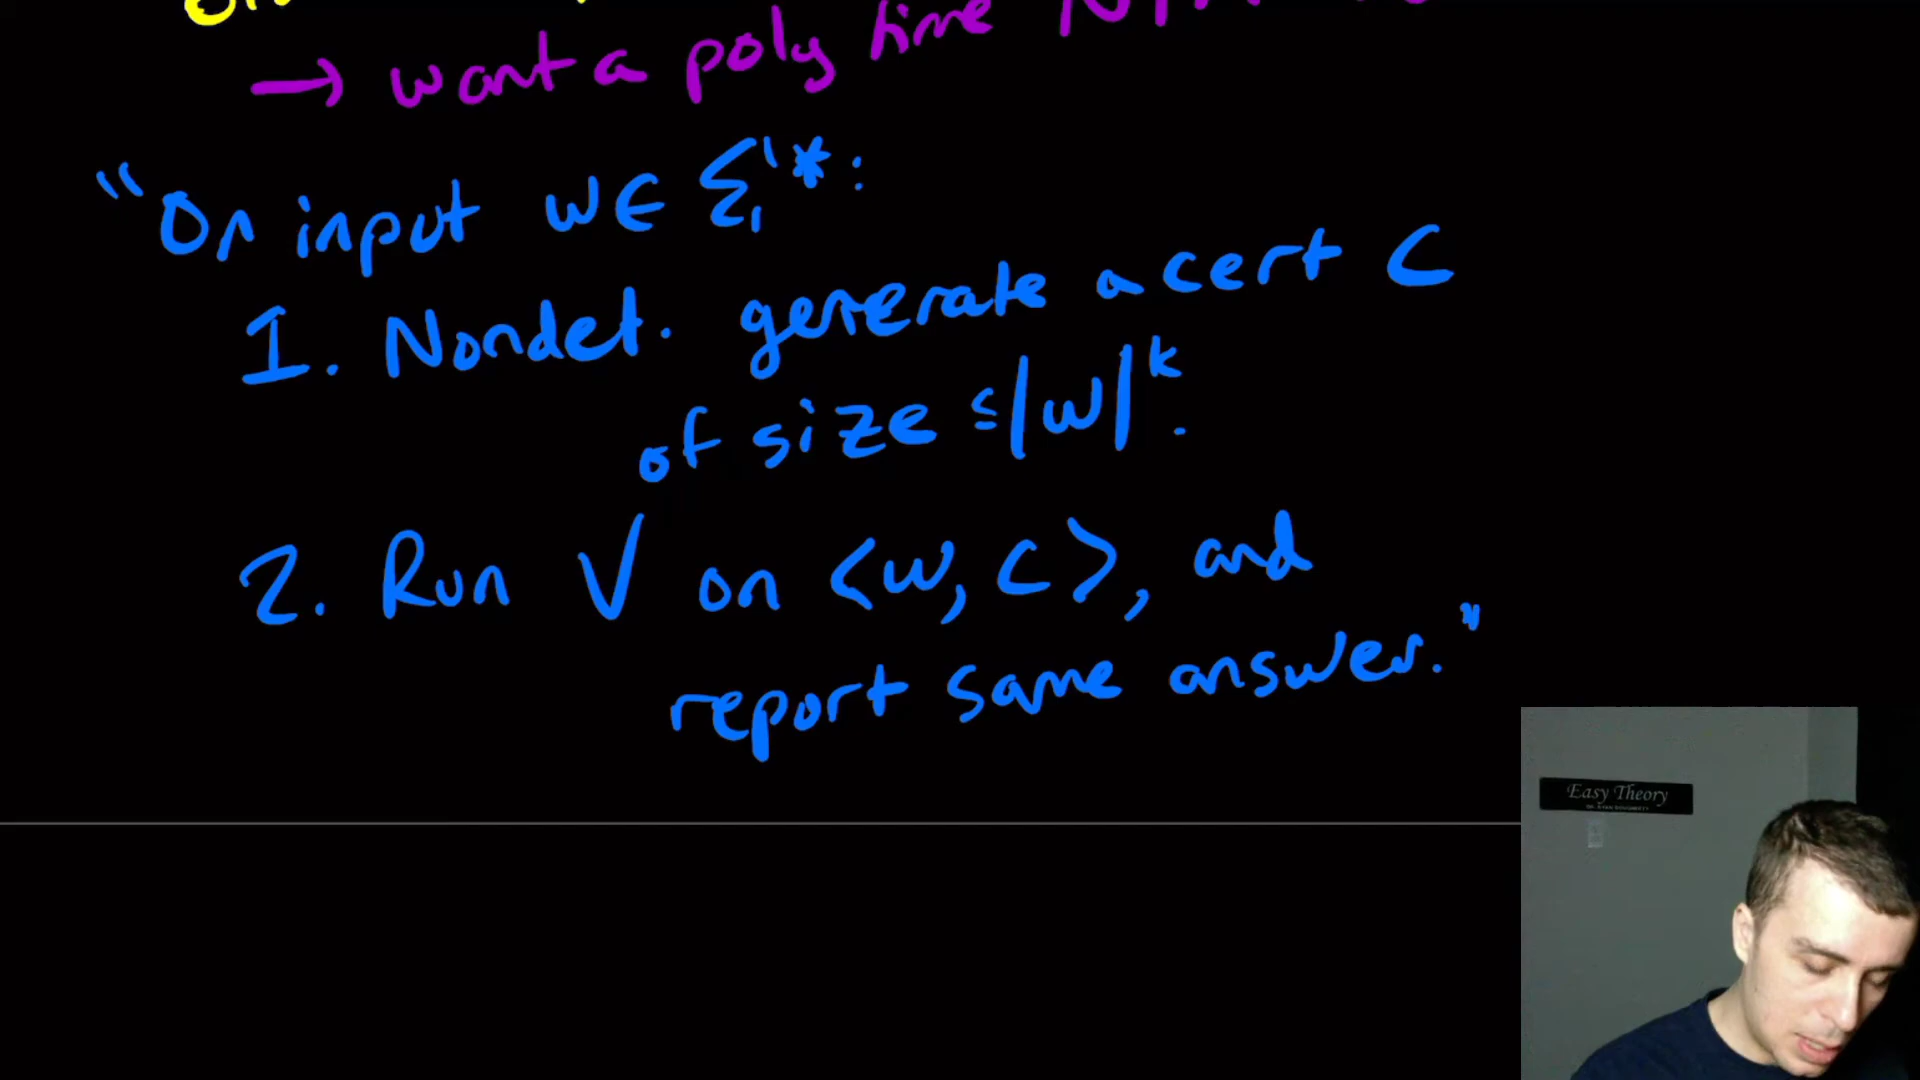 → want a poly time
"On input w ∈ Σ₁'*:
1. Nondet. generate a cert C
of size ≤ |w|ᵏ.
2. Run V on <w, C>, and
report same answer."
Easy Theory